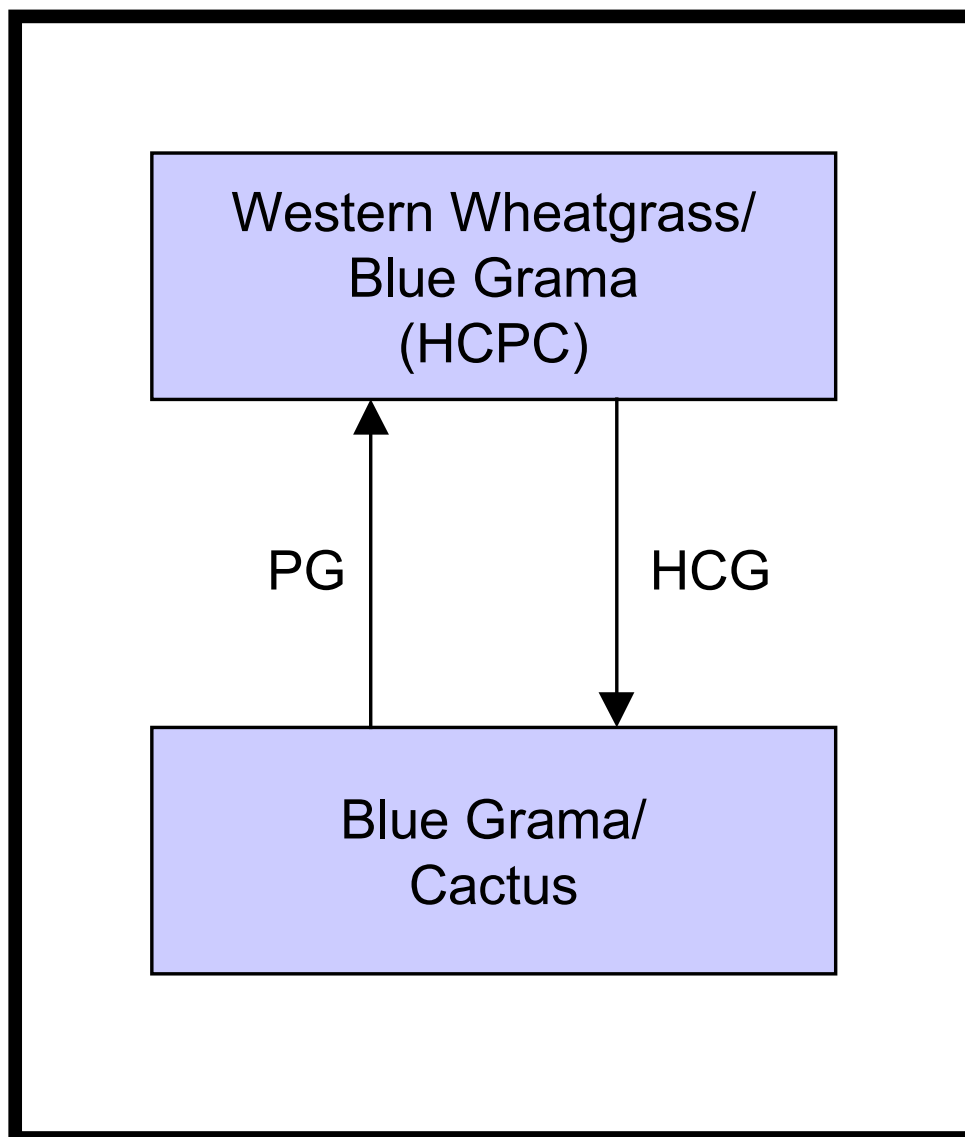 Western Wheatgrass/
Blue Grama
(HCPC)
PG
HCG
Blue Grama/
Cactus